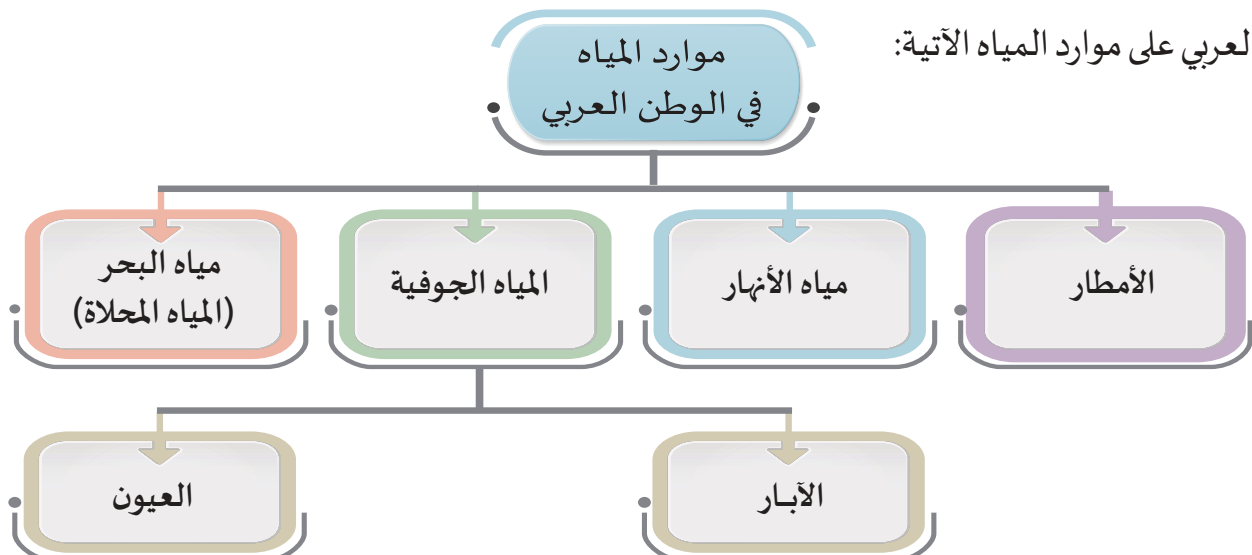 لعربي على موارد المياه الآتية:
موارد المياه
في الوطن العربي
الأمطار
مياه الأنهار
المياه الجوفية
مياه البحر
(المياه المحلاة)
الآبـار
العيون